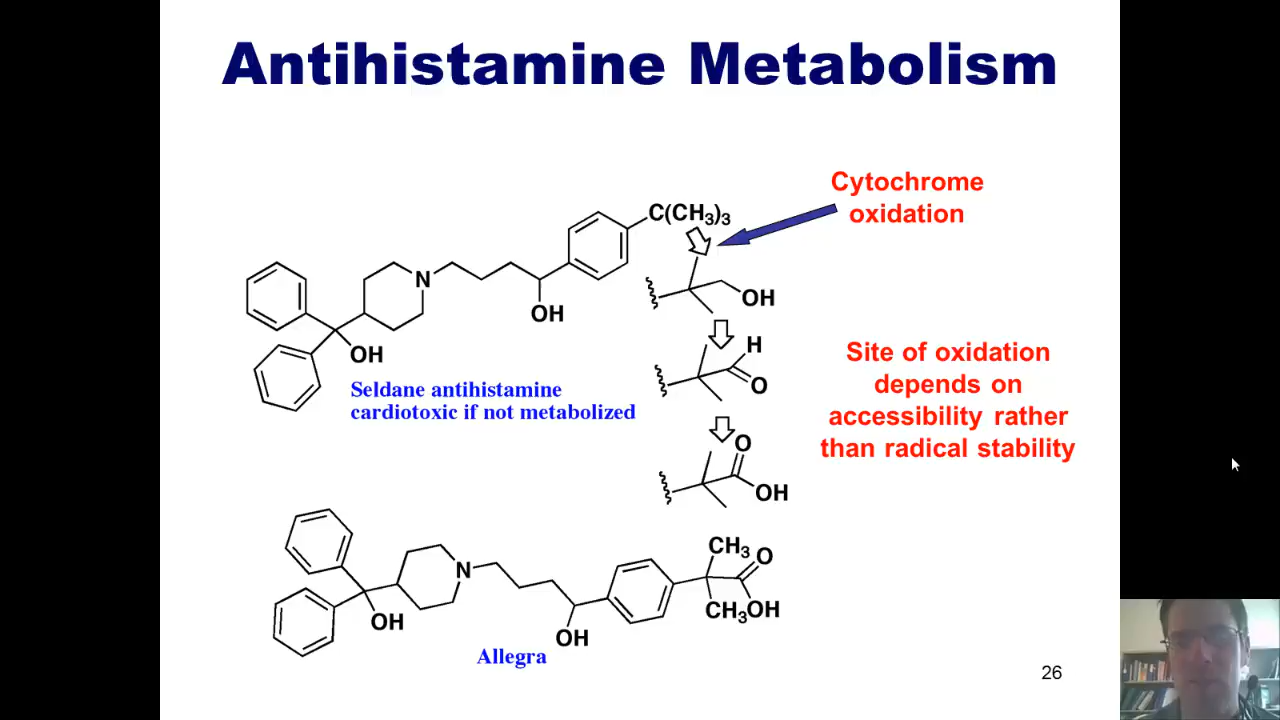 Antihistamine Metabolism
Cytochrome
oxidation
C(CH₃)₃
N
OH
OH
OH
H
O
Seldane antihistamine
cardiotoxic if not metabolized
Site of oxidation
depends on
accessibility rather
than radical stability
O
OH
CH₃
O
N
CH₃
OH
OH
OH
Allegra
26